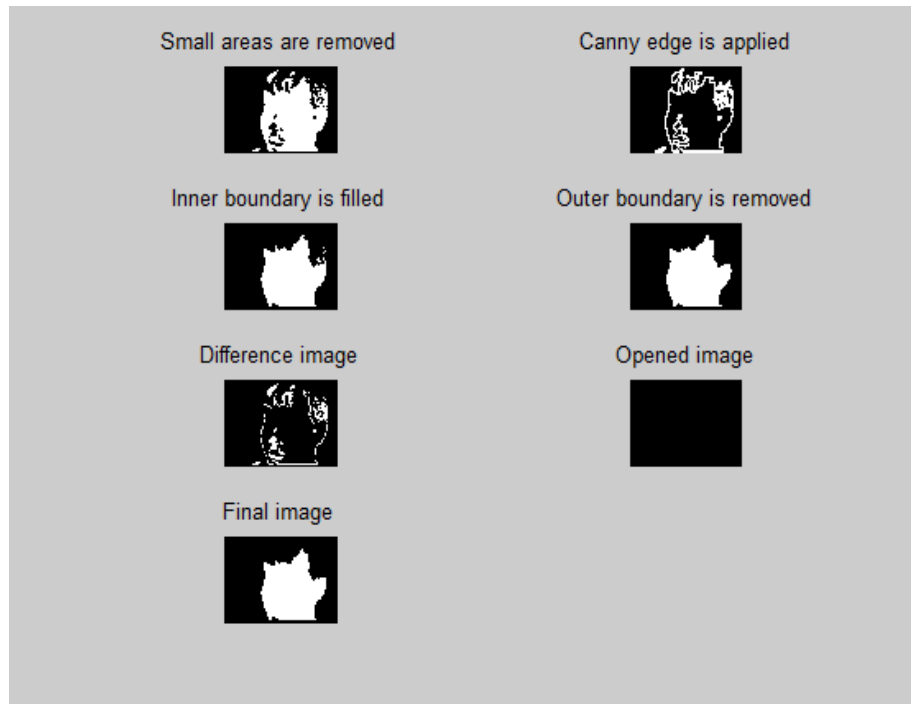 Small areas are removed
Canny edge is applied
Inner boundary is filled
Outer boundary is removed
Difference image
Opened image
Final image